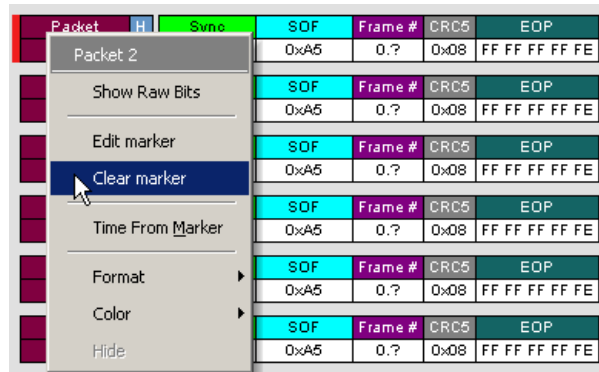 Packet H Sync SOF Frame # CRC5 EOP
0xA5 0.? 0x08 FF FF FF FF FE
Packet 2
SOF Frame # CRC5 EOP
Show Raw Bits
0xA5 0.? 0x08 FF FF FF FF FE
Edit marker
SOF Frame # CRC5 EOP
0xA5 0.? 0x08 FF FF FF FF FE
Clear marker
SOF Frame # CRC5 EOP
Time From Marker
0xA5 0.? 0x08 FF FF FF FF FE
SOF Frame # CRC5 EOP
Format
0xA5 0.? 0x08 FF FF FF FF FE
Color
SOF Frame # CRC5 EOP
Hide
0xA5 0.? 0x08 FF FF FF FF FE